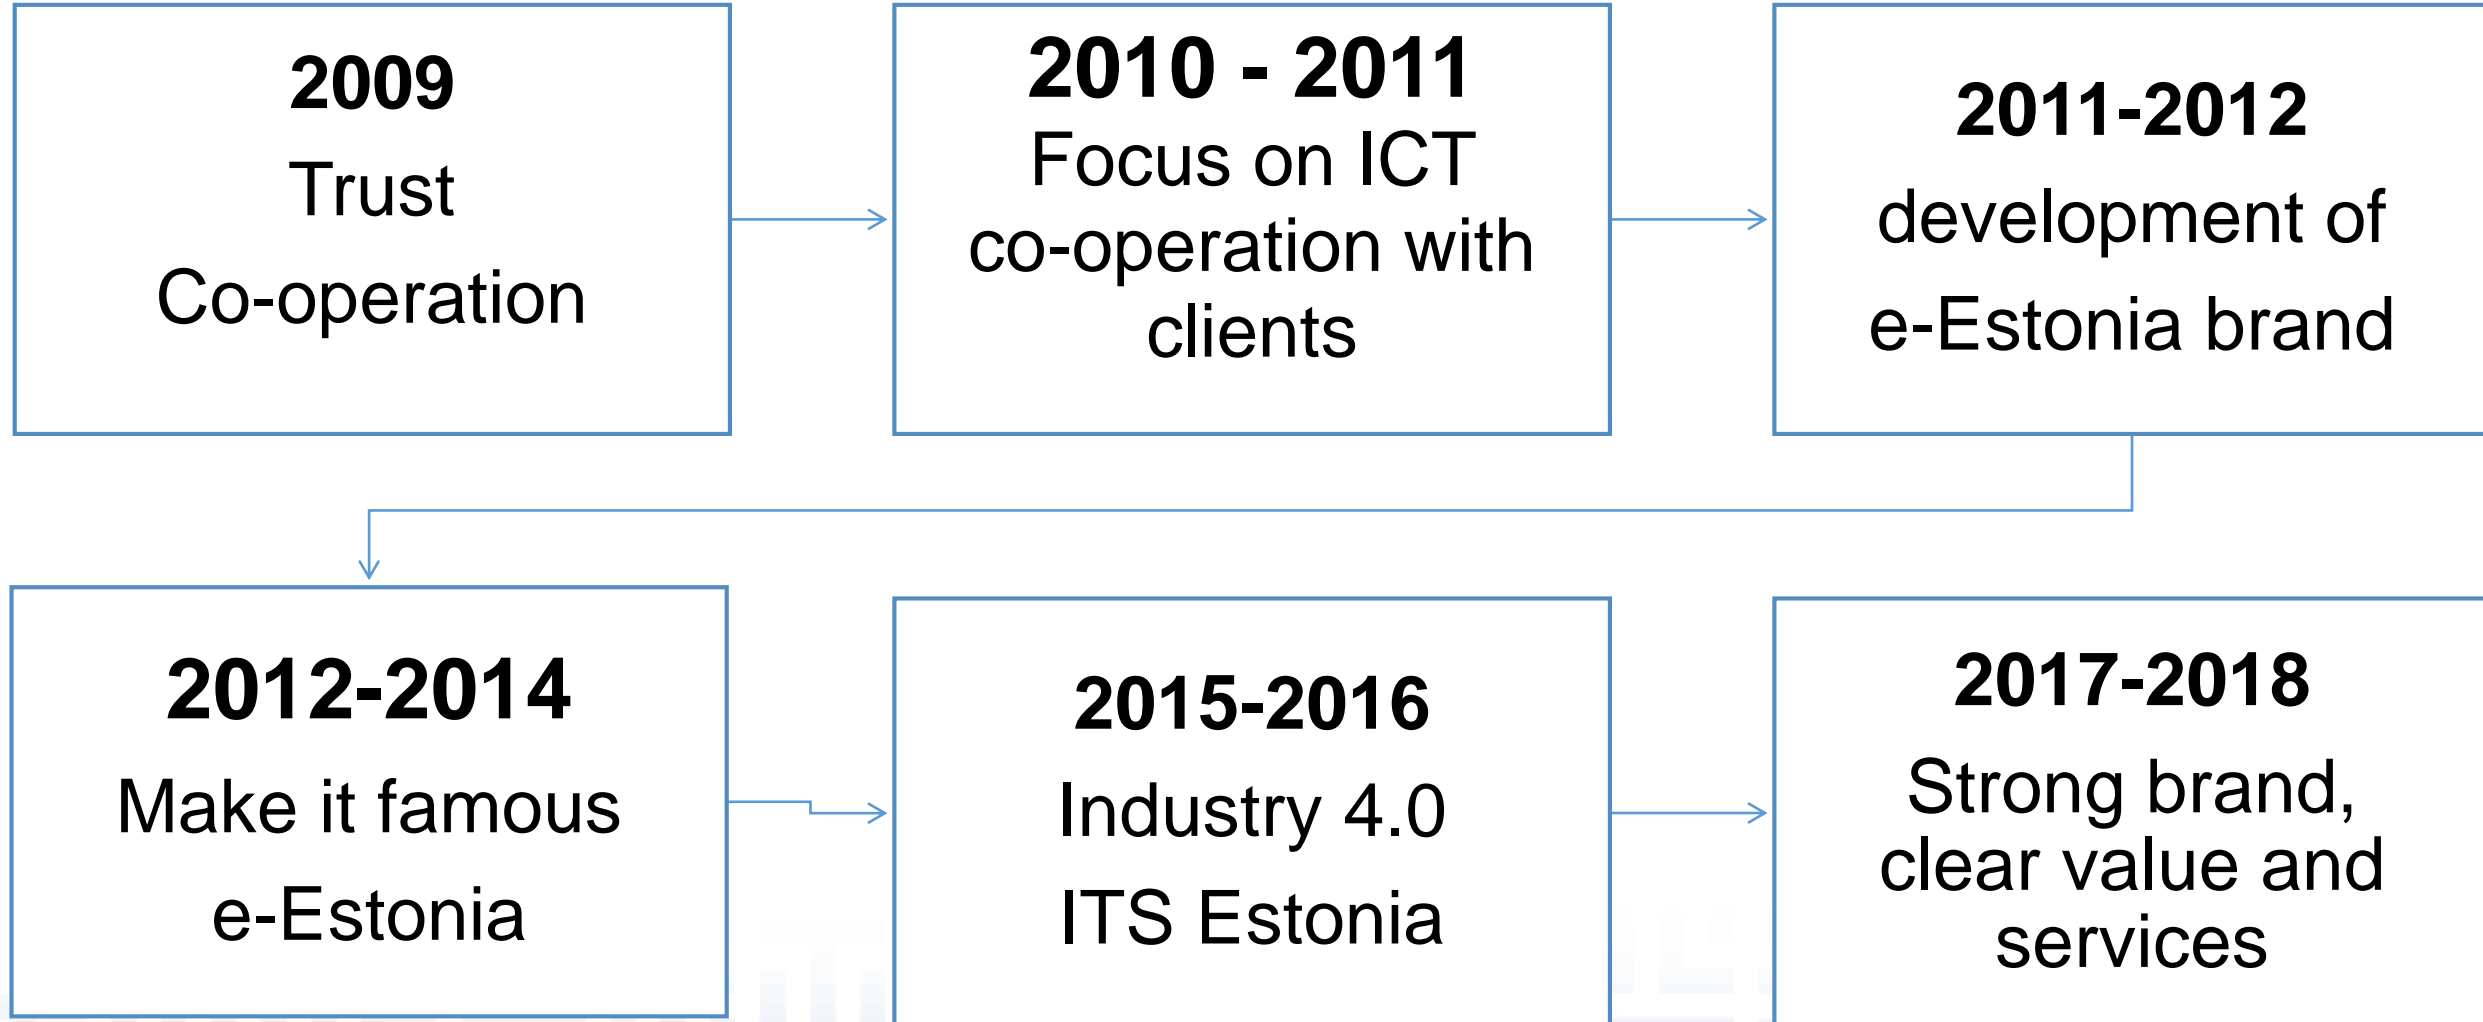 2009
Trust
Co-operation
2010 - 2011
Focus on ICT
co-operation with
clients
2011-2012
development of
e-Estonia brand
2012-2014
Make it famous
e-Estonia
2015-2016
Industry 4.0
ITS Estonia
2017-2018
Strong brand,
clear value and
services